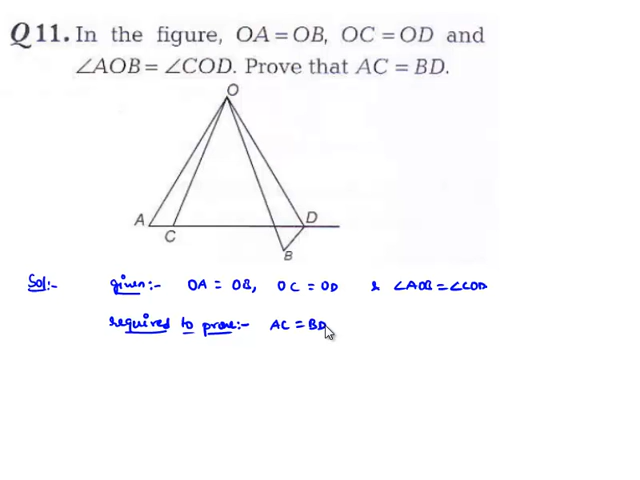 Q11. In the figure, OA = OB, OC = OD and
∠AOB = ∠COD. Prove that AC = BD.
O
A
D
C
B
Sol:- given:- OA = OB, OC = OD & ∠AOB = ∠COD
required to prove:- AC = BD